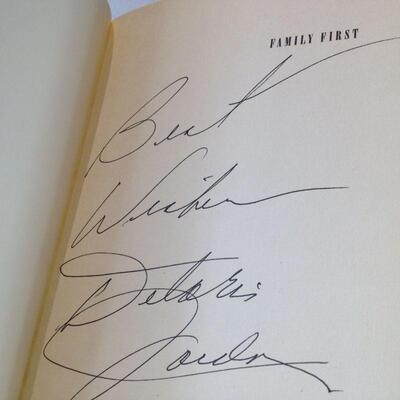 FAMILY FIRST
Best
Wishes
Deloris
Jordan